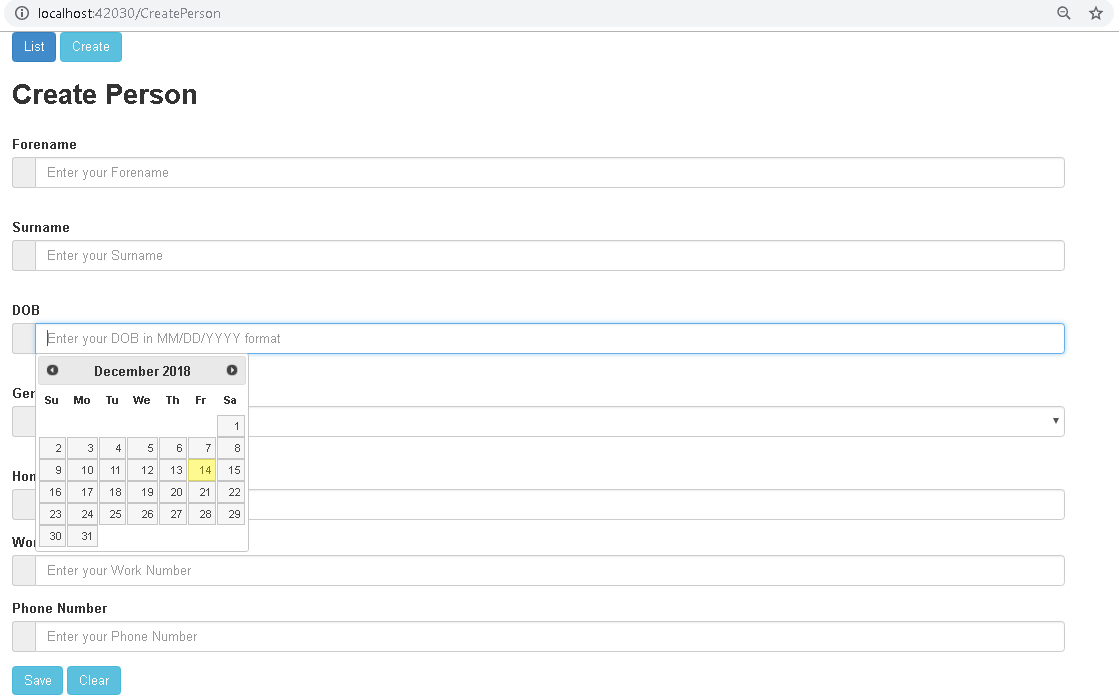 localhost:42030/CreatePerson
List Create
Create Person
Forename
Enter your Forename
Surname
Enter your Surname
DOB
Enter your DOB in MM/DD/YYYY format
December 2018
Su Mo Tu We Th Fr Sa
1
2 3 4 5 6 7 8
9 10 11 12 13 14 15
16 17 18 19 20 21 22
23 24 25 26 27 28 29
30 31
Ger
Hon
Wor
Enter your Work Number
Phone Number
Enter your Phone Number
Save Clear